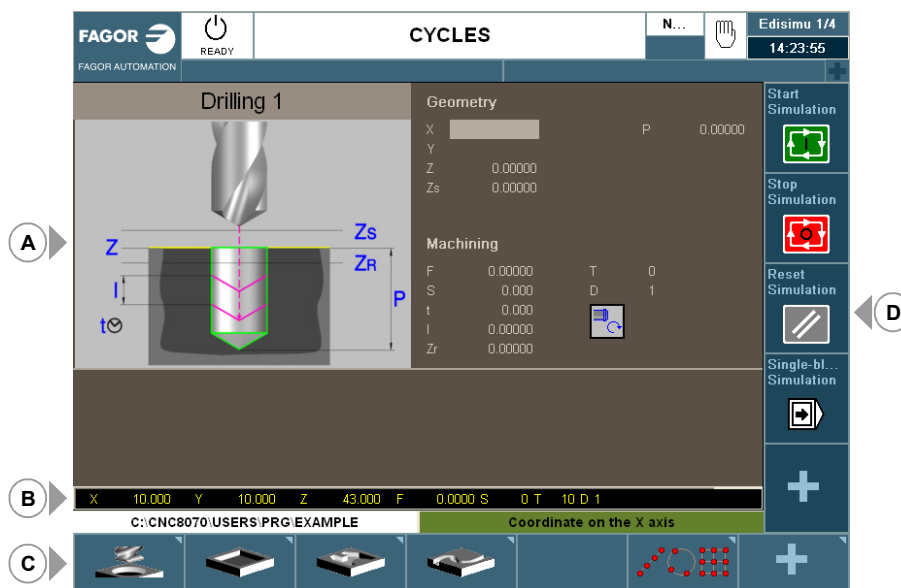 FAGOR
READY
CYCLES
N...
Edisimu 1/4
14:23:55
FAGOR AUTOMATION
Drilling 1
Geometry
X
P 0.00000
Y
Z 0.00000
Zs 0.00000
Machining
F 0.00000 T 0
S 0.000 D 1
t 0.000
I 0.00000
Zr 0.00000
Zs
Z
ZR
I
P
t
Start
Simulation
Stop
Simulation
Reset
Simulation
Single-bl...
Simulation
A
D
B
X 10.000 Y 10.000 Z 43.000 F 0.0000 S 0 T 10 D 1
C:\CNC8070\USERS\PRG\EXAMPLE
Coordinate on the X axis
C